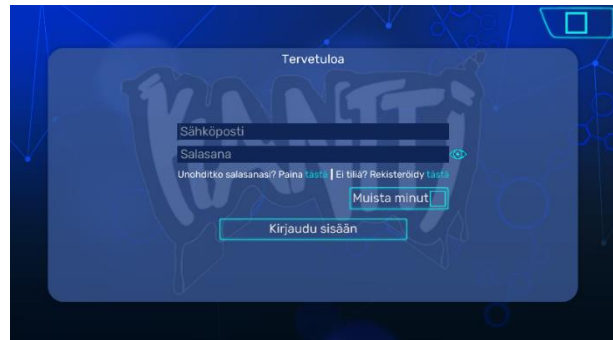 Tervetuloa
KANTTI
Sähköposti
Salasana
Unohditko salasanasi? Paina tästä | Ei tiliä? Rekisteröidy tästä
Muista minut
Kirjaudu sisään